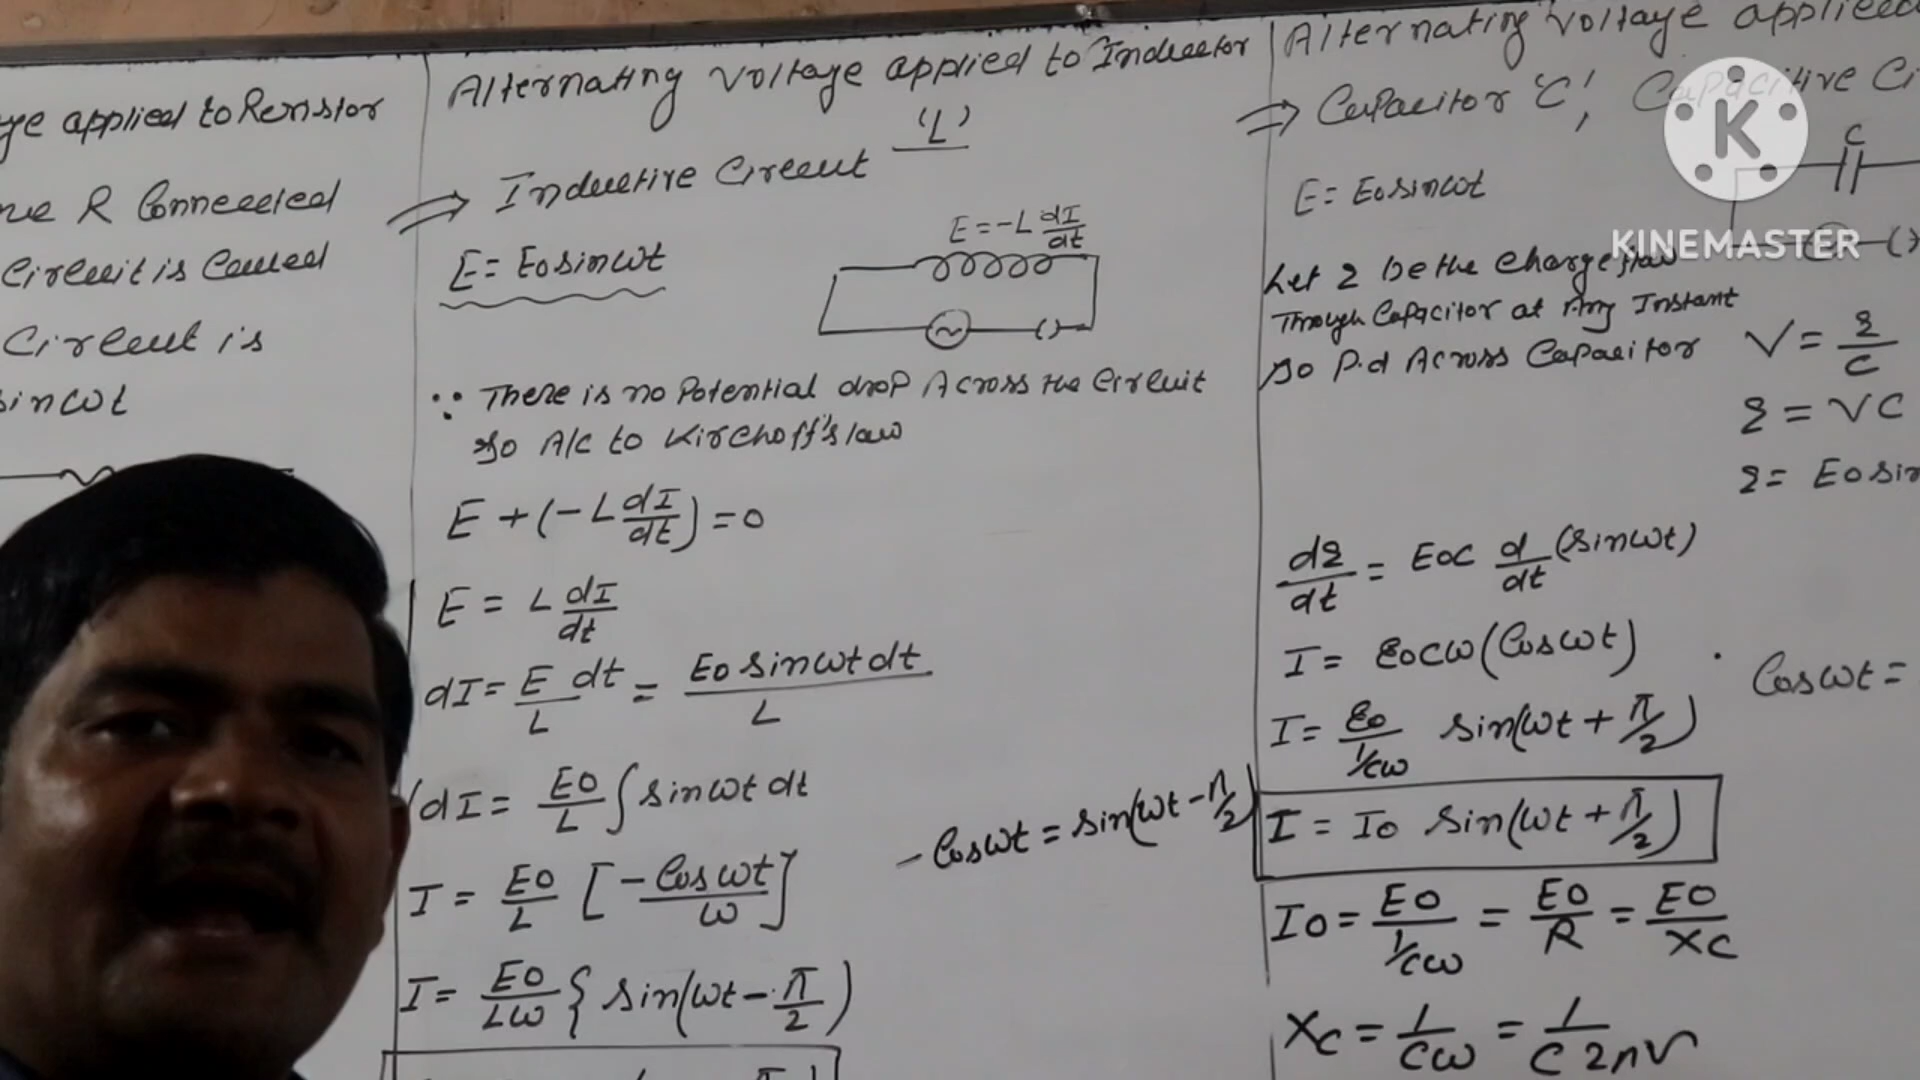 ge applied to Resistor
R Connected
Circuit is Called
Circuit is
sinωt
Alternating voltage applied to Inductor
'L'
⇒ Inductive Circuit
E = E0 sinωt
E = -L dI/dt
∵ There is no Potential drop Across the Circuit
so A/c to Kirchoff's law
E + (-L dI/dt) = 0
E = L dI/dt
dI = E/L dt = E0 sinωt dt/L
∫dI = E0/L ∫ sinωt dt
I = E0/L [-Cosωt/ω]
- Cosωt = sin(ωt - π/2)
I = E0/Lω { sin(ωt - π/2)
Alternating voltage applied
⇒ Capacitor 'C', Capacitive Ci
C
E = E0 sinωt
KINEMASTER
K
Let q be the charge flow
Through Capacitor at Any Instant
so P.d Across Capacitor
V = q/C
q = VC
q = E0 sin
dq/dt = E0C d/dt (sinωt)
I = E0Cω (Cosωt)
Cosωt =
I = E0/1/Cω sin(ωt + π/2)
I = I0 sin(ωt + π/2)
I0 = E0/1/Cω = E0/R = E0/XC
XC = 1/Cω = 1/C2πν